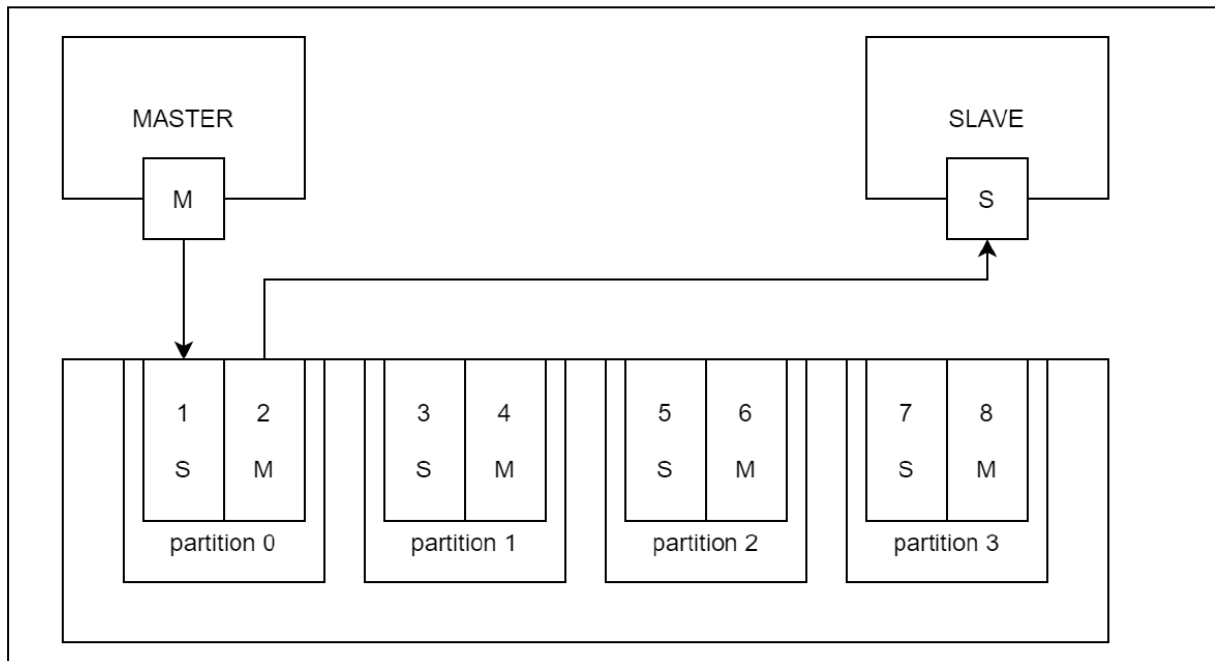 MASTER
SLAVE
M
S
1
2
3
4
5
6
7
8
S
M
S
M
S
M
S
M
partition 0
partition 1
partition 2
partition 3